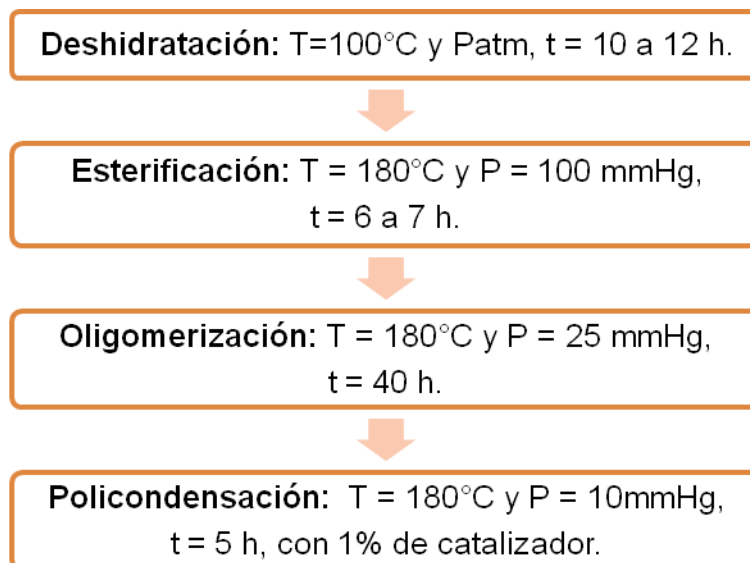 Deshidratación: T=100°C y Patm, t = 10 a 12 h.
Esterificación: T = 180°C y P = 100 mmHg,
t = 6 a 7 h.
Oligomerización: T = 180°C y P = 25 mmHg,
t = 40 h.
Policondensación: T = 180°C y P = 10mmHg,
t = 5 h, con 1% de catalizador.